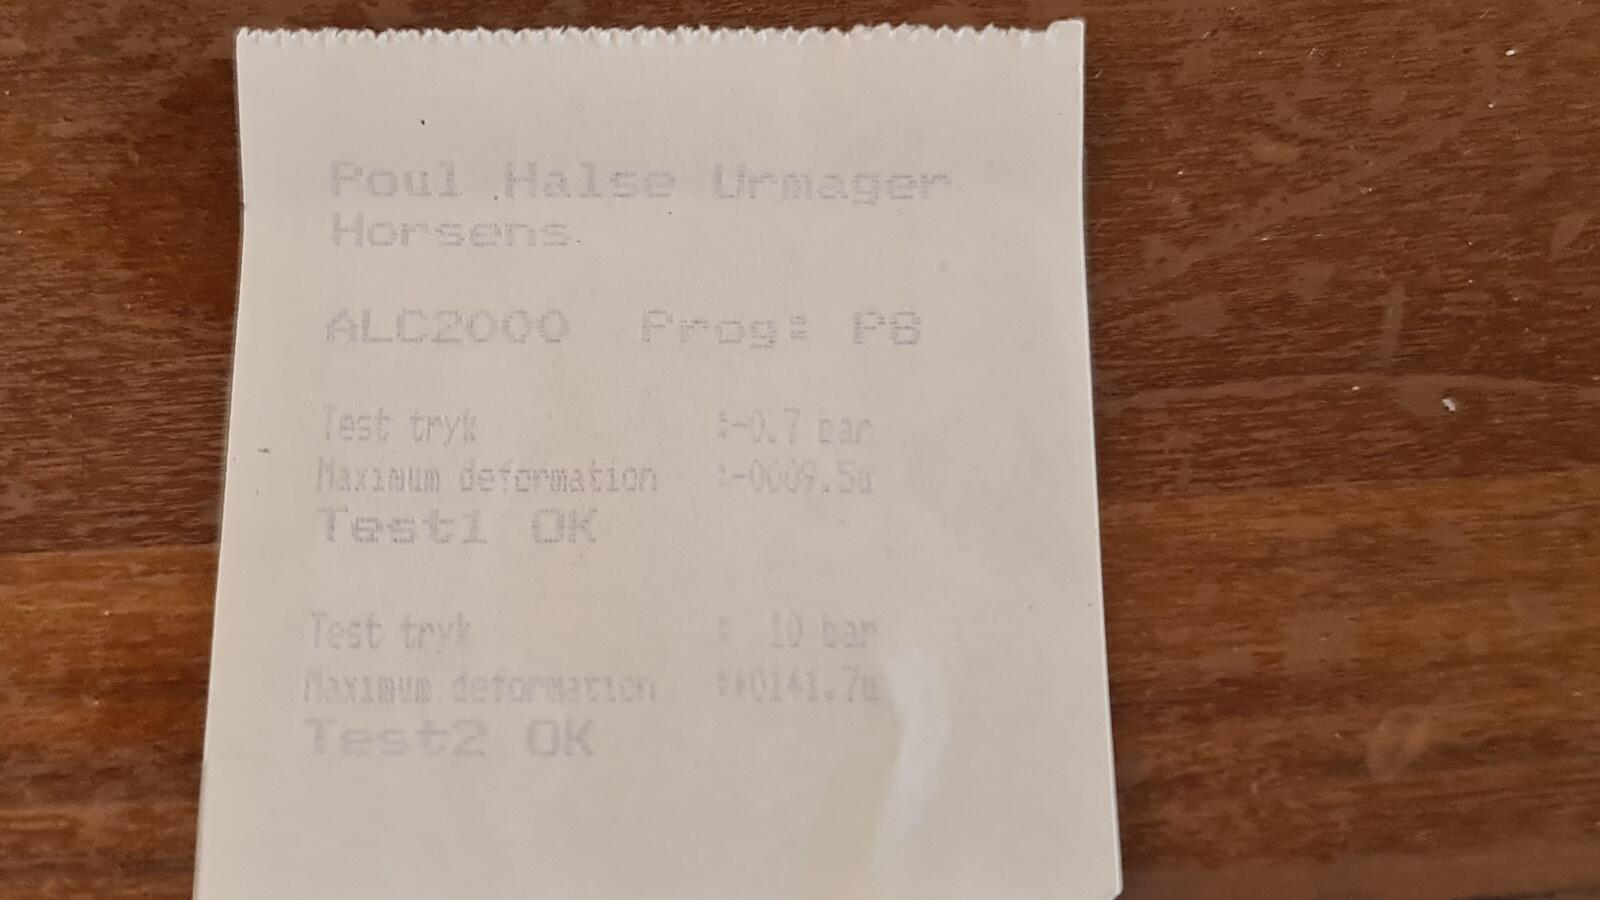 Poul Halse Urmager
Horsens
ALC2000 Prog: P8
Test tryk :-0.7 bar
Maximum deformation :-0009.5u
Test1 OK
Test tryk : 10 bar
Maximum deformation :+0141.7u
Test2 OK